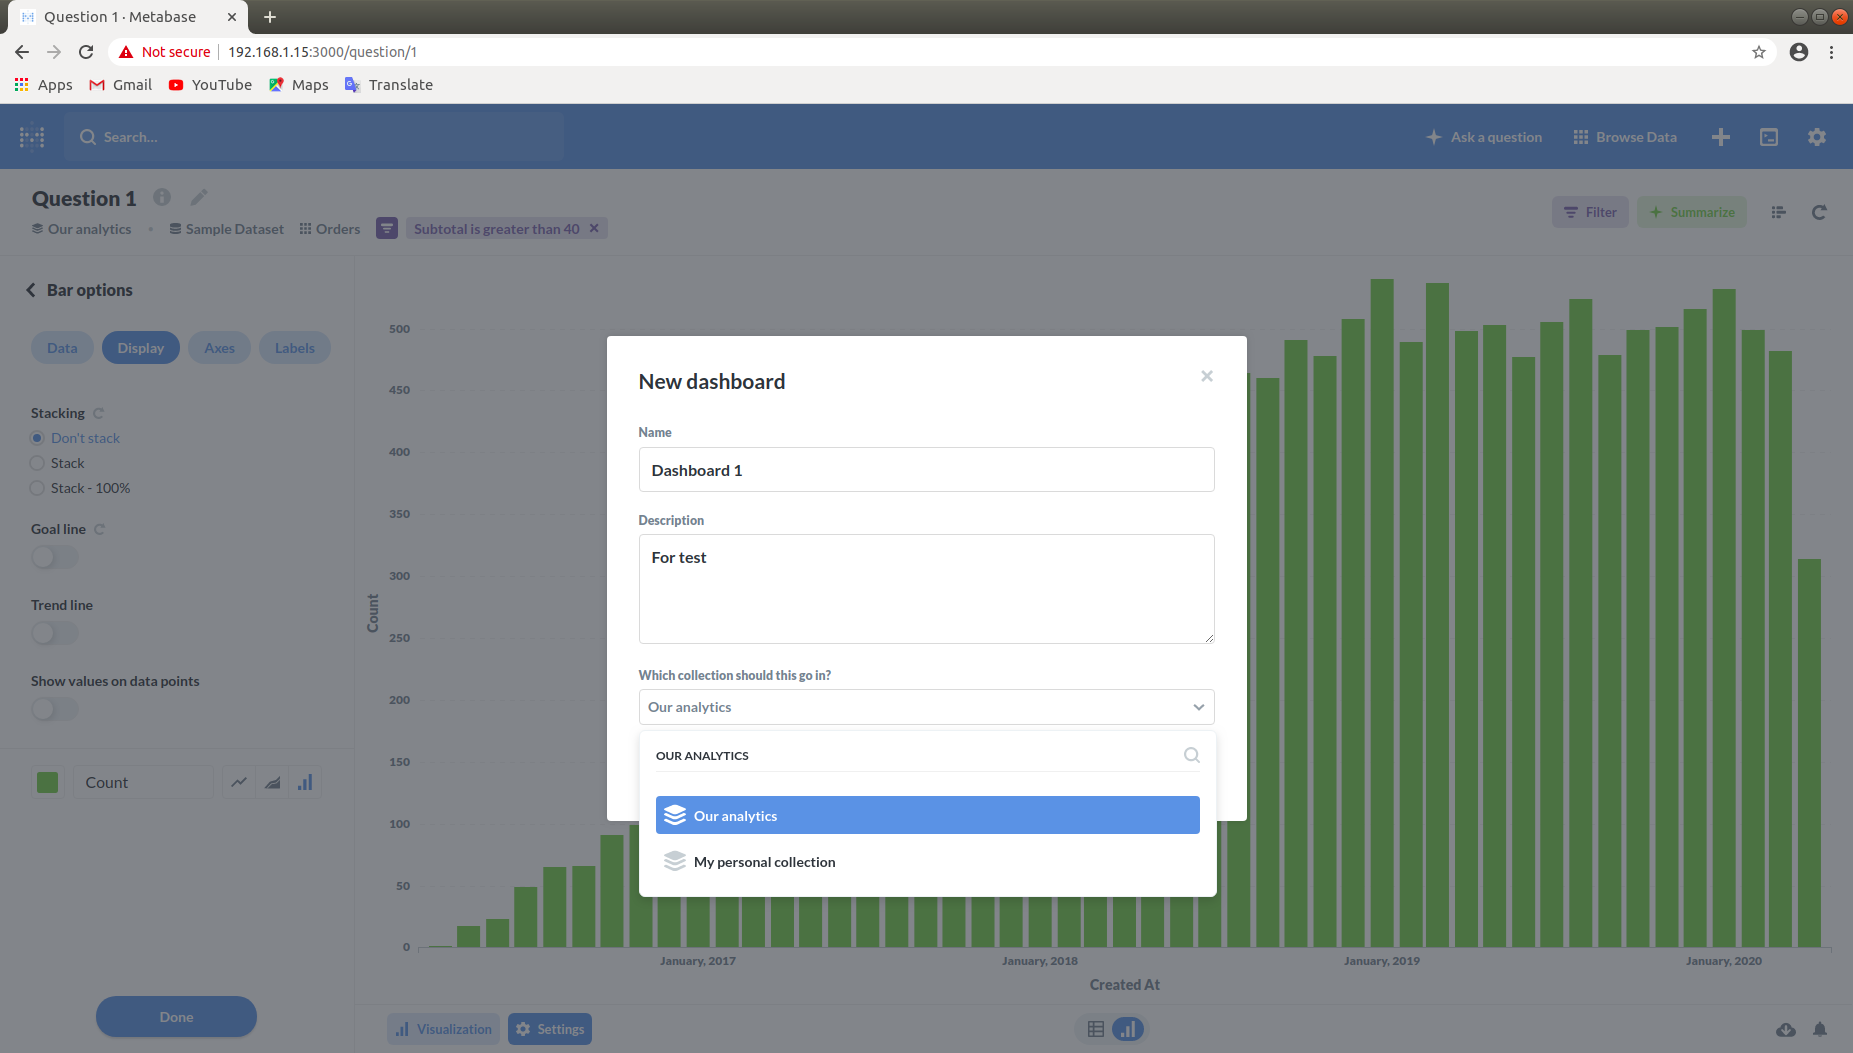 Question 1 · Metabase
Not secure 192.168.1.15:3000/question/1
Apps Gmail YouTube Maps Translate
Search...
Ask a question Browse Data
Question 1
Our analytics • Sample Dataset Orders Subtotal is greater than 40
Filter Summarize
Bar options
Data Display Axes Labels
Stacking
Don't stack
Stack
Stack - 100%
Goal line
Trend line
Show values on data points
Count
Done
500
450
400
350
300
250
200
150
100
50
0
Count
January, 2017 January, 2018 January, 2019 January, 2020
Created At
New dashboard
Name
Dashboard 1
Description
For test
Which collection should this go in?
Our analytics
OUR ANALYTICS
Our analytics
My personal collection
Visualization Settings